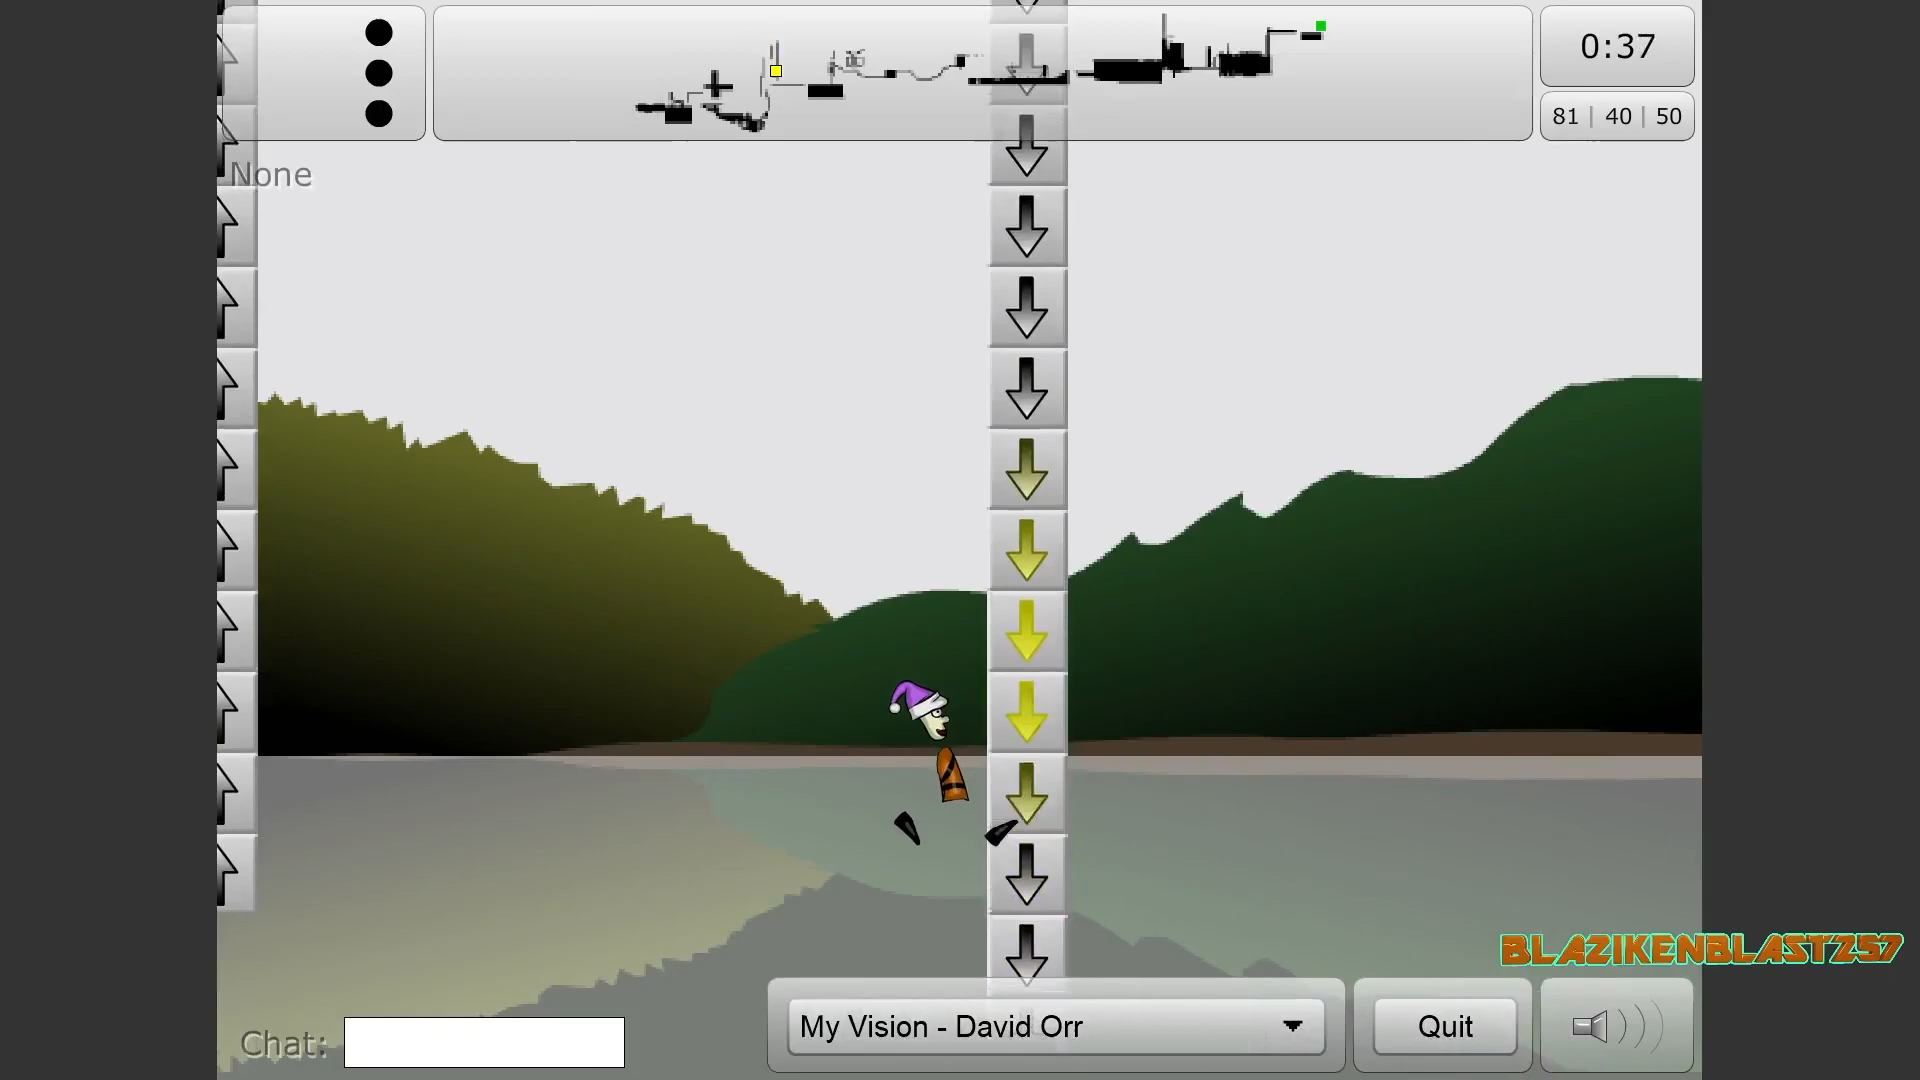 0:37
81 | 40 | 50
None
BLAZIKENBLAST257
My Vision - David Orr
Quit
Chat: